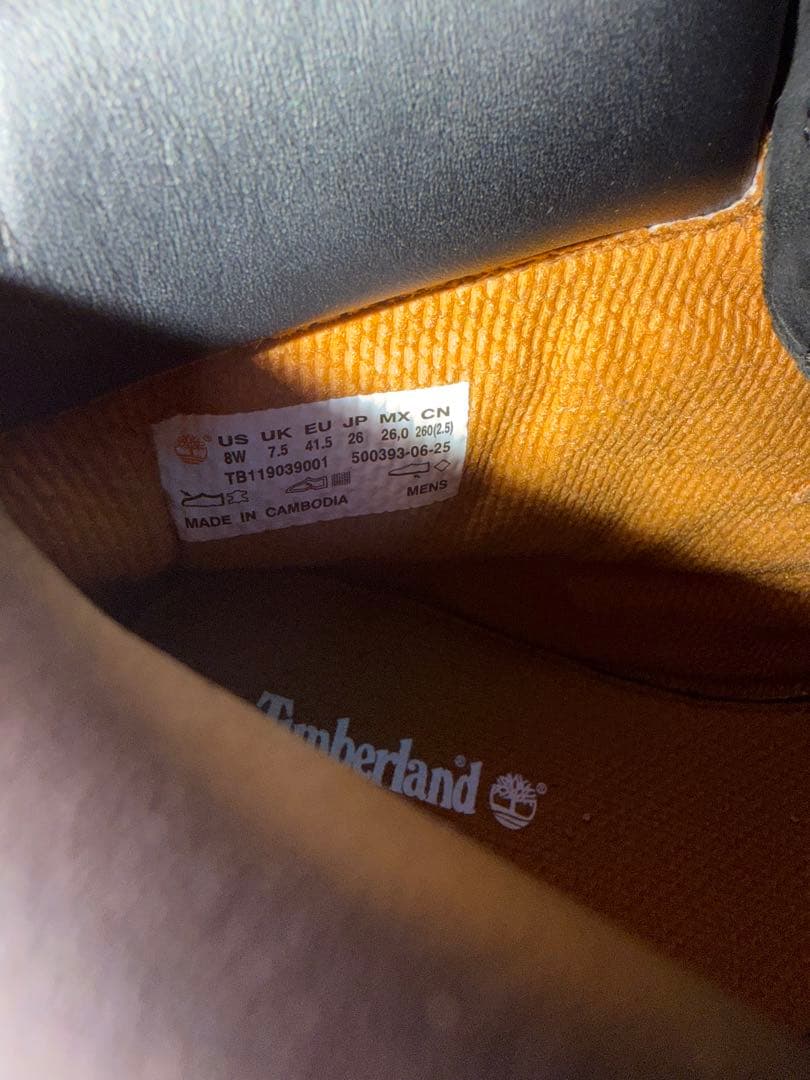 US UK EU JP MX CN
8W 7.5 41.5 26 26,0 260(2.5)
TB119039001 500393-06-25
MADE IN CAMBODIA MENS
Timberland®